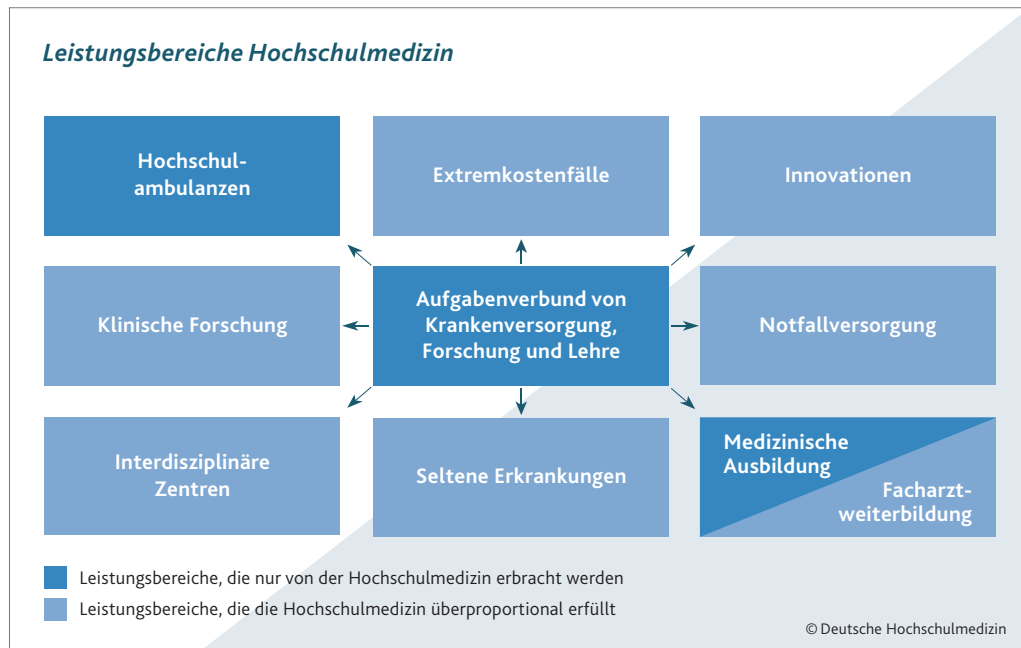 Leistungsbereiche Hochschulmedizin
Hochschul-
ambulanzen
Extremkostenfälle
Innovationen
Klinische Forschung
Aufgabenverbund von
Krankenversorgung,
Forschung und Lehre
Notfallversorgung
Interdisziplinäre
Zentren
Seltene Erkrankungen
Medizinische
Ausbildung
Facharzt-
weiterbildung
Leistungsbereiche, die nur von der Hochschulmedizin erbracht werden
Leistungsbereiche, die die Hochschulmedizin überproportional erfüllt
© Deutsche Hochschulmedizin